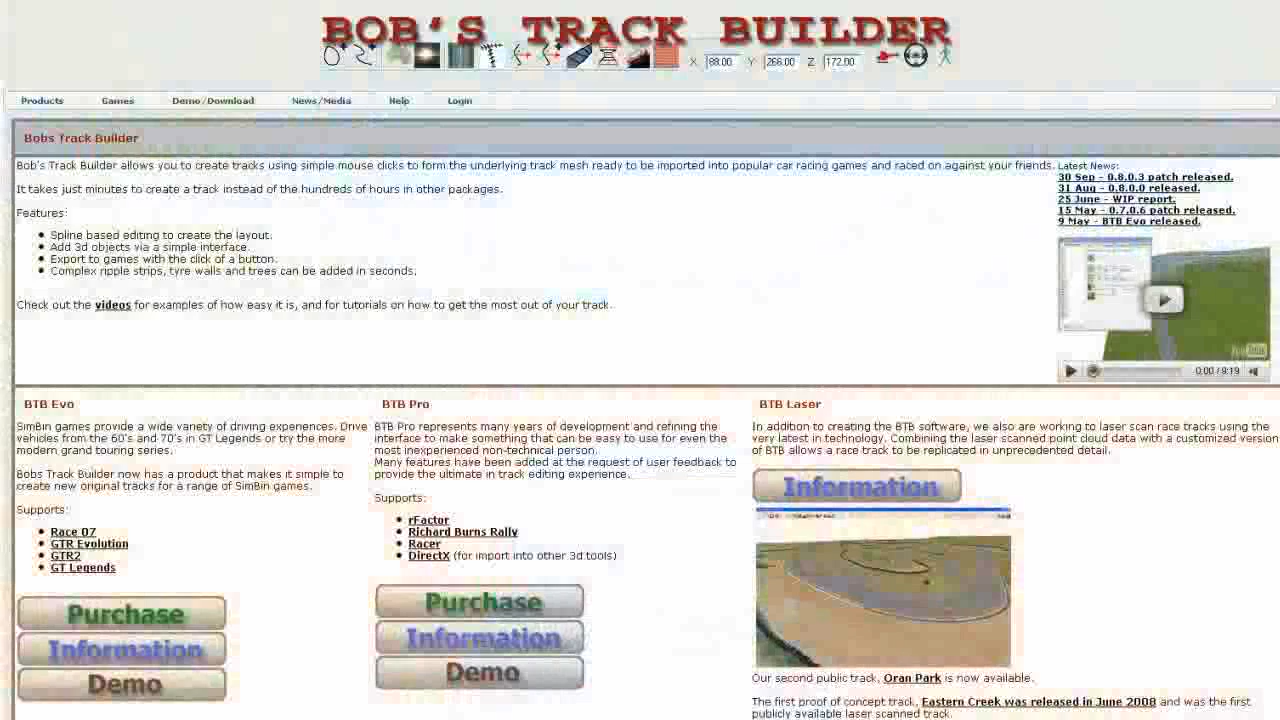 BOB'S TRACK BUILDER
X 88.00 Y 266.00 Z 172.00
Products Games Demo/Download News/Media Help Login
Bobs Track Builder
Bob's Track Builder allows you to create tracks using simple mouse clicks to form the underlying track mesh ready to be imported into popular car racing games and raced on against your friends.
It takes just minutes to create a track instead of the hundreds of hours in other packages.
Features:
Spline based editing to create the layout.
Add 3d objects via a simple interface.
Export to games with the click of a button.
Complex ripple strips, tyre walls and trees can be added in seconds.
Check out the videos for examples of how easy it is, and for tutorials on how to get the most out of your track.
Latest News:
30 Sep - 0.8.0.3 patch released.
31 Aug - 0.8.0.0 released.
25 June - WIP report.
15 May - 0.7.0.6 patch released.
9 May - BTB Evo released.
0:00 / 9:19
BTB Evo
SimBin games provide a wide variety of driving experiences. Drive
vehicles from the 60's and 70's in GT Legends or try the more
modern grand touring series.
Bobs Track Builder now has a product that makes it simple to
create new original tracks for a range of SimBin games.
Supports:
Race 07
GTR Evolution
GTR2
GT Legends
Purchase
Information
Demo
BTB Pro
BTB Pro represents many years of development and refining the
interface to make something that can be easy to use for even the
most inexperienced non-technical person.
Many features have been added at the request of user feedback to
provide the ultimate in track editing experience.
Supports:
rFactor
Richard Burns Rally
Racer
DirectX (for import into other 3d tools)
Purchase
Information
Demo
BTB Laser
In addition to creating the BTB software, we also are working to laser scan race tracks using the
very latest in technology. Combining the laser scanned point cloud data with a customized version
of BTB allows a race track to be replicated in unprecedented detail.
Information
Our second public track, Oran Park is now available.
The first proof of concept track, Eastern Creek was released in June 2008 and was the first
publicly available laser scanned track.